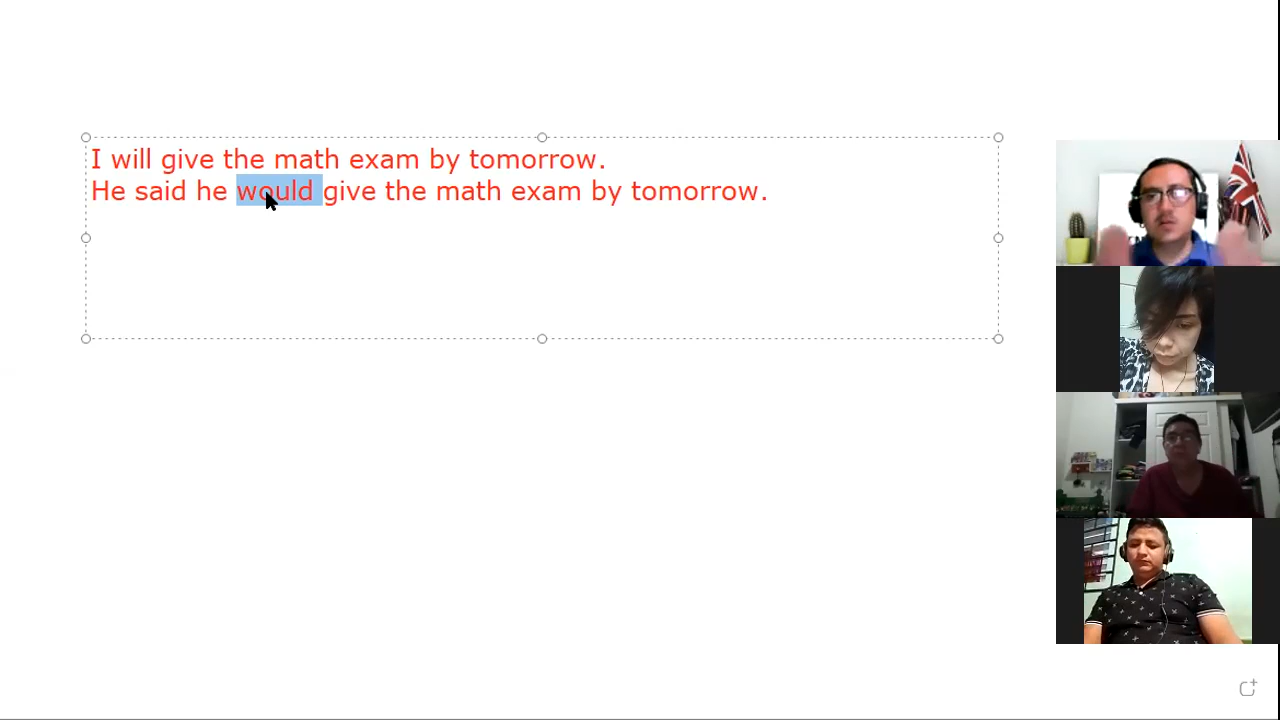 I will give the math exam by tomorrow.
He said he would give the math exam by tomorrow.